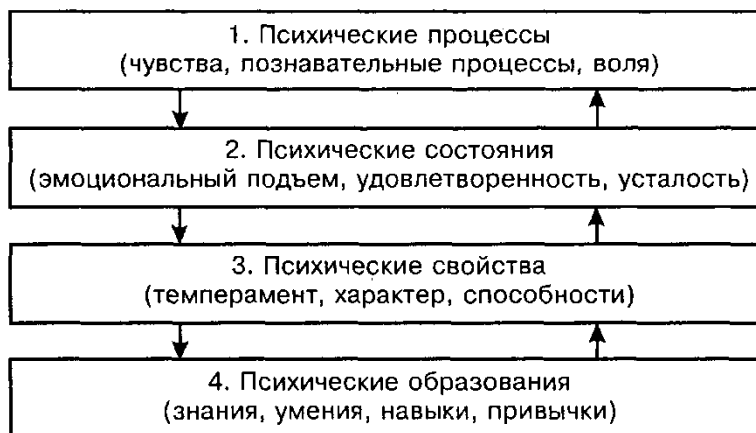 1. Психические процессы
(чувства, познавательные процессы, воля)
2. Психические состояния
(эмоциональный подъем, удовлетворенность, усталость)
3. Психические свойства
(темперамент, характер, способности)
4. Психические образования
(знания, умения, навыки, привычки)